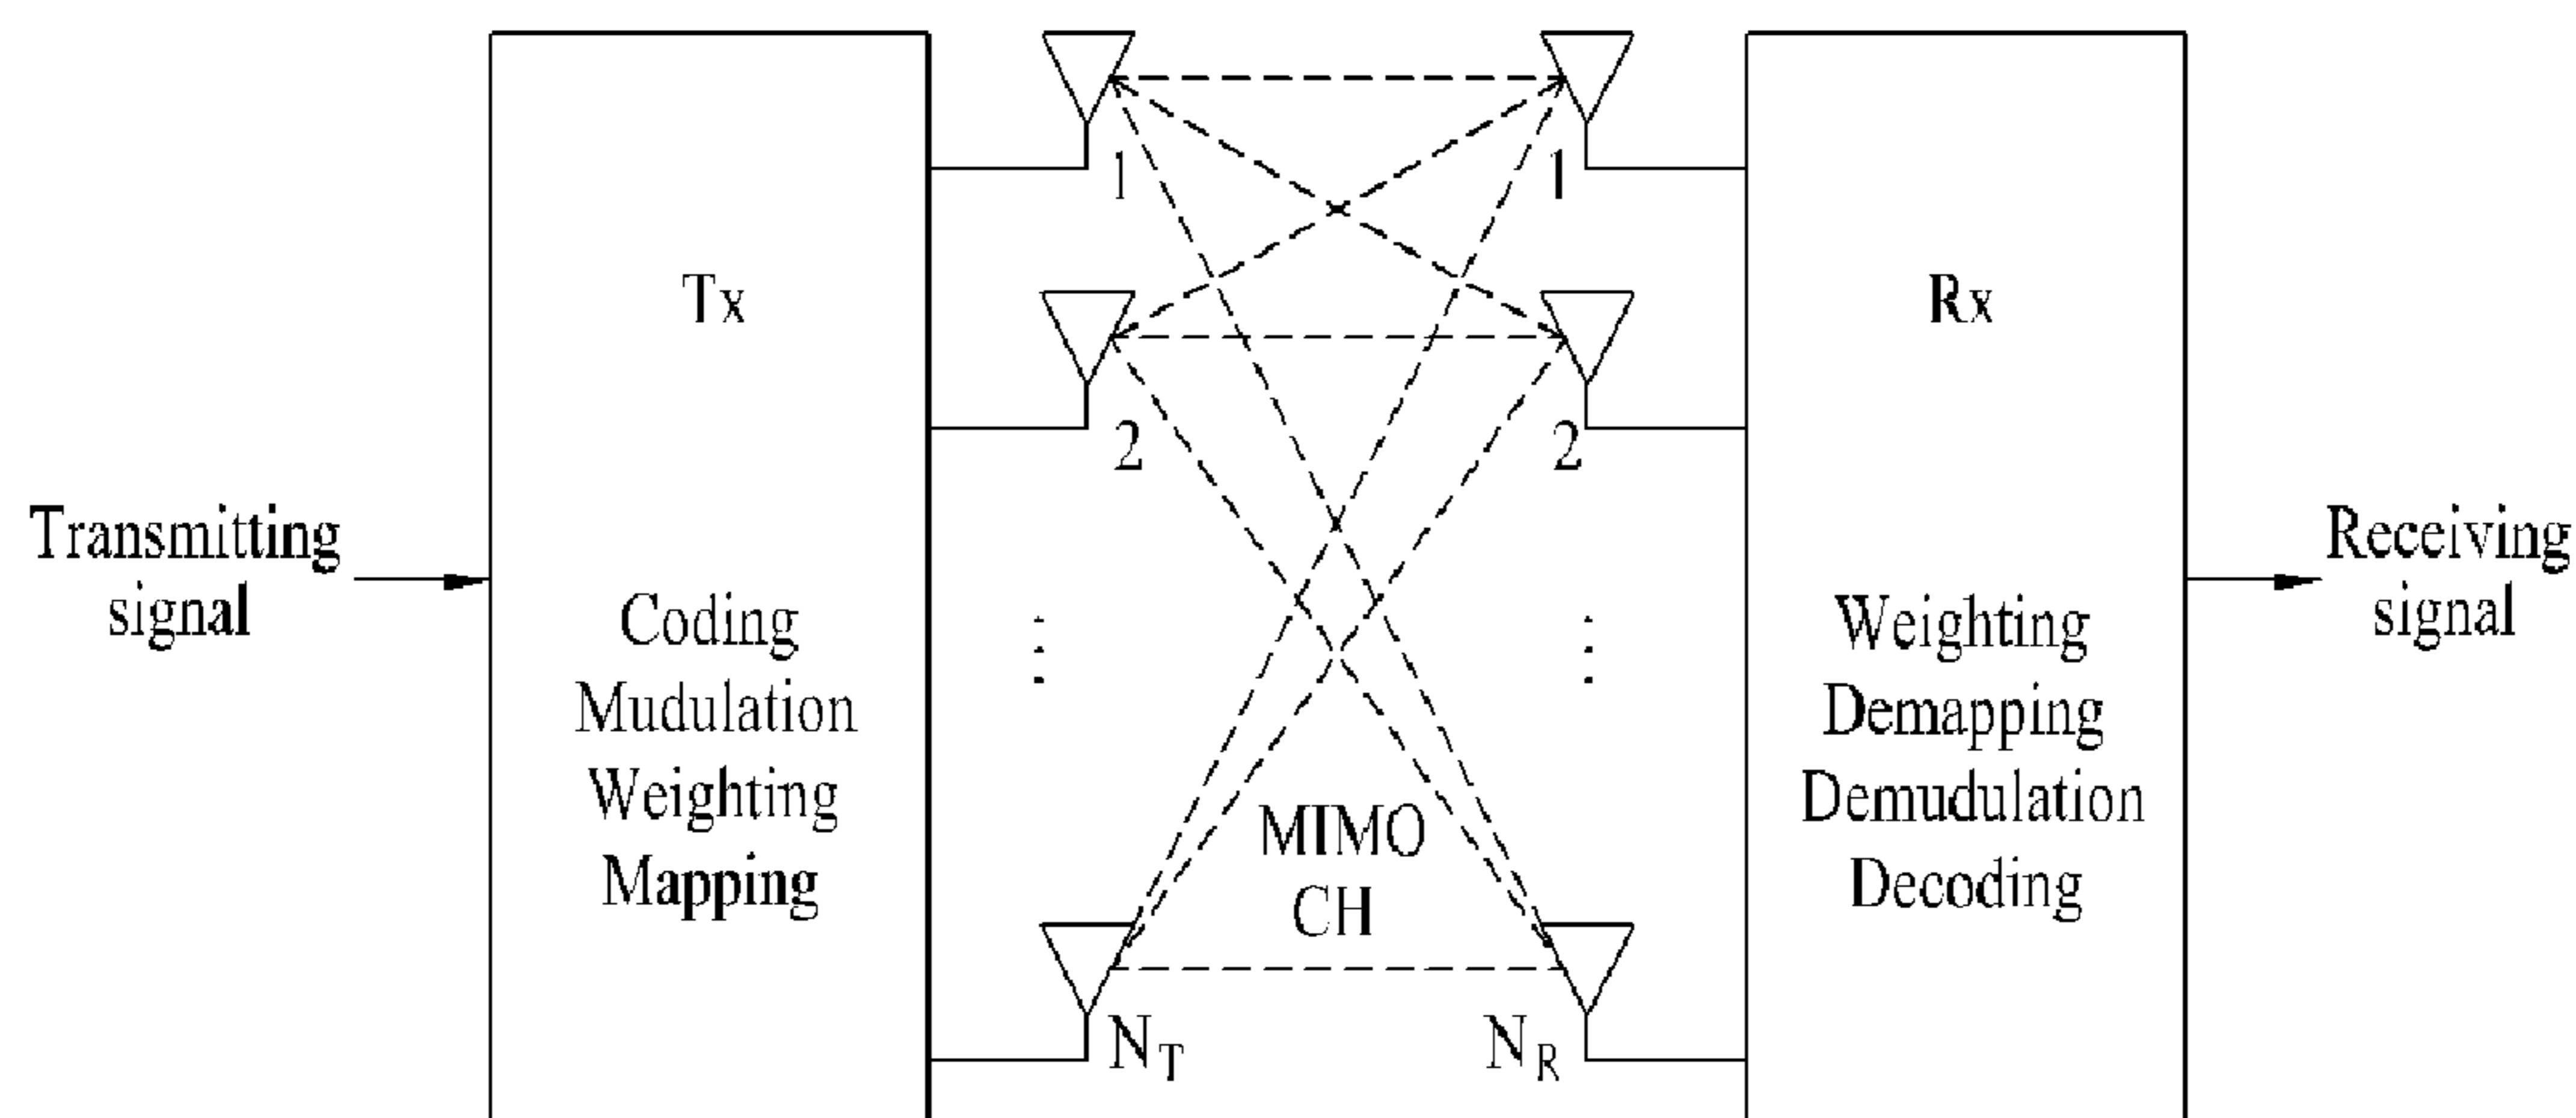 Transmitting
signal
Tx
Coding
Mudulation
Weighting
Mapping
1
2
N_T
1
2
N_R
MIMO
CH
Rx
Weighting
Demapping
Demudulation
Decoding
Receiving
signal